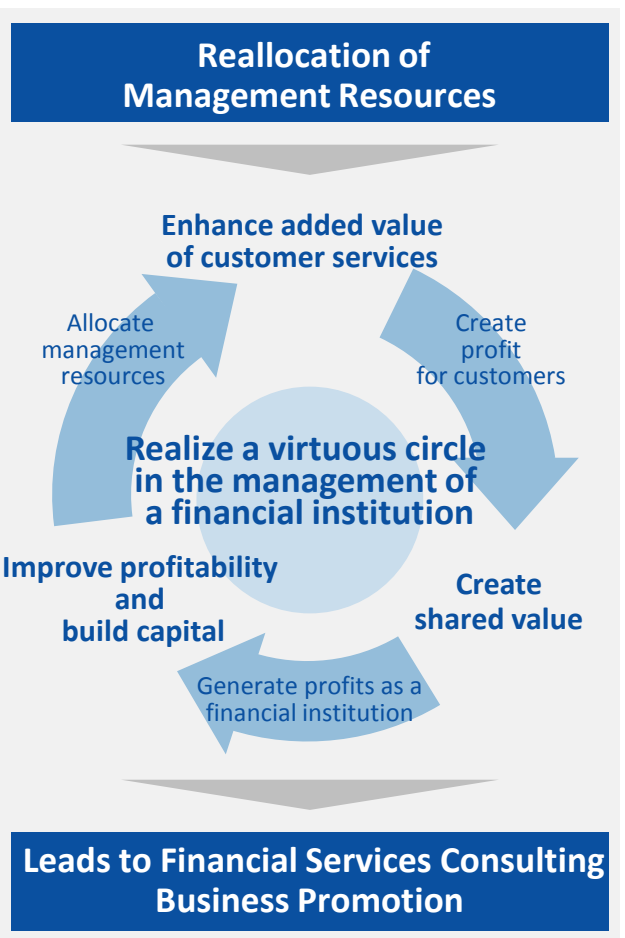 Reallocation of
Management Resources
Enhance added value
of customer services
Allocate
management
resources
Create
profit
for customers
Realize a virtuous circle
in the management of
a financial institution
Improve profitability
and
build capital
Create
shared value
Generate profits as a
financial institution
Leads to Financial Services Consulting
Business Promotion